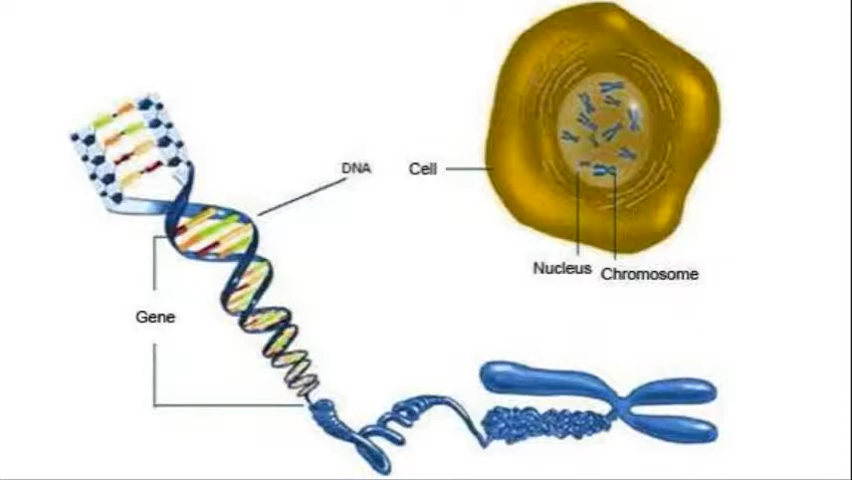 DNA
Cell
Nucleus
Chromosome
Gene